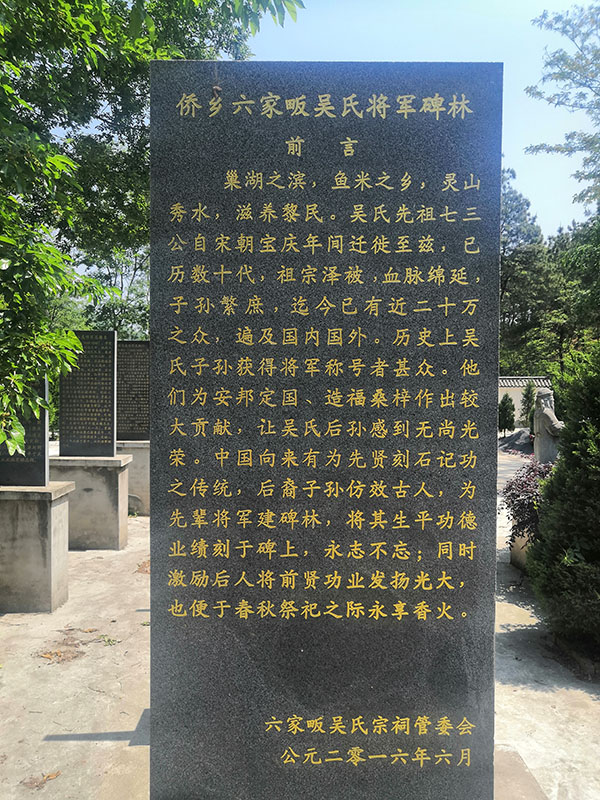 侨乡六家畈吴氏将军碑林
前 言
巢湖之滨，鱼米之乡，灵山
秀水，滋养黎民。吴氏先祖七三
公自宋朝宝庆年间迁徙至兹，已
历数十代，祖宗泽被，血脉绵延，
子孙繁庶，迄今已有近二十万
之众，遍及国内国外。历史上吴
氏子孙获得将军称号者甚众。他
们为安邦定国、造福桑梓作出较
大贡献，让吴氏后孙感到无尚光
荣。中国向来有为先贤刻石记功
之传统，后裔子孙仿效古人，为
先辈将军建碑林，将其生平功德
业绩刻于碑上，永志不忘；同时
激励后人将前贤功业发扬光大，
也便于春秋祭祀之际永享香火。
六家畈吴氏宗祠管委会
公元二零一六年六月